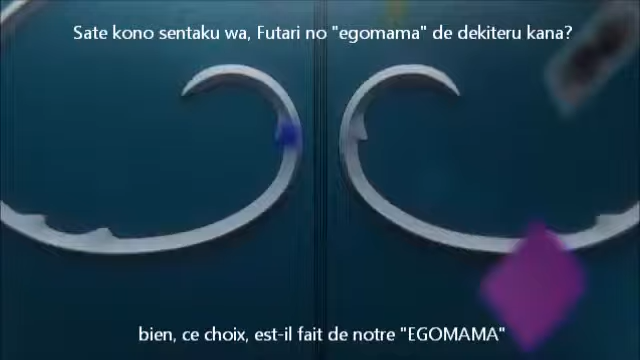 Sate kono sentaku wa, Futari no "egomama" de dekiteru kana?
bien, ce choix, est-il fait de notre "EGOMAMA"